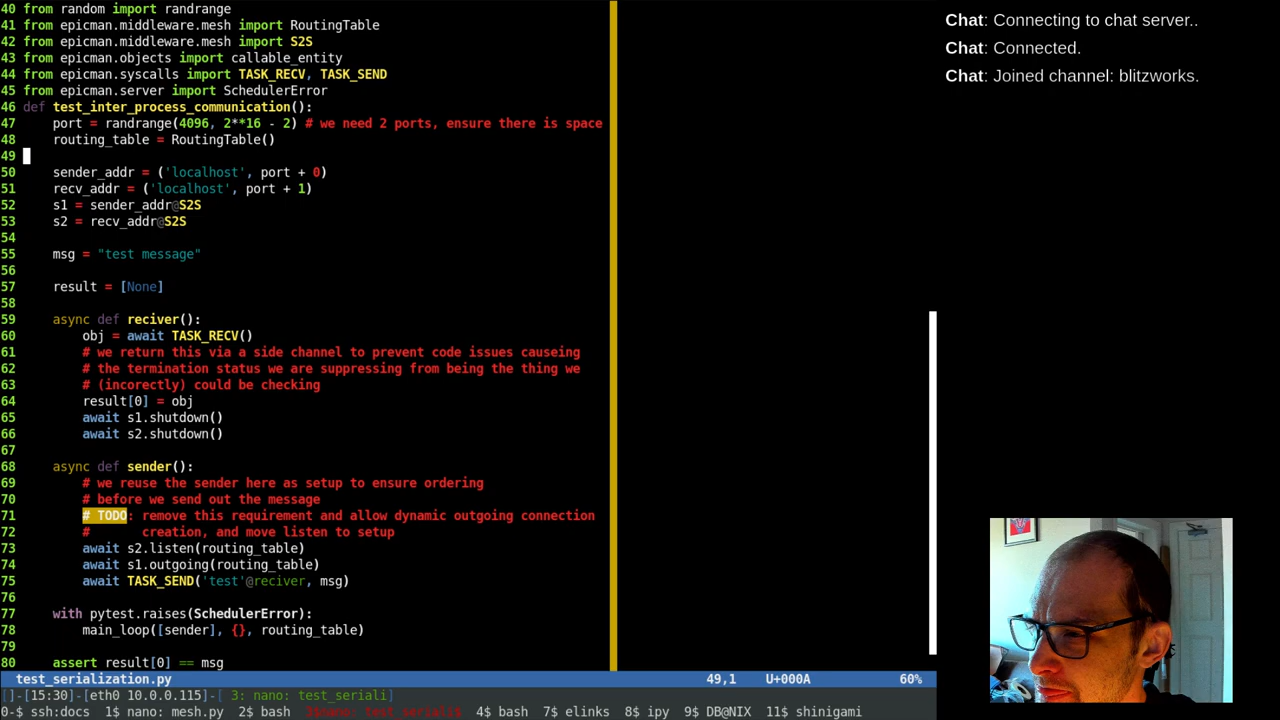 40 from random import randrange
41 from epicman.middleware.mesh import RoutingTable
42 from epicman.middleware.mesh import S2S
43 from epicman.objects import callable_entity
44 from epicman.syscalls import TASK_RECV, TASK_SEND
45 from epicman.server import SchedulerError
46 def test_inter_process_communication():
47     port = randrange(4096, 2**16 - 2) # we need 2 ports, ensure there is space
48     routing_table = RoutingTable()
49
50     sender_addr = ('localhost', port + 0)
51     recv_addr = ('localhost', port + 1)
52     s1 = sender_addr@S2S
53     s2 = recv_addr@S2S
54
55     msg = "test message"
56
57     result = [None]
58
59     async def reciver():
60         obj = await TASK_RECV()
61         # we return this via a side channel to prevent code issues causeing
62         # the termination status we are suppressing from being the thing we
63         # (incorectly) could be checking
64         result[0] = obj
65         await s1.shutdown()
66         await s2.shutdown()
67
68     async def sender():
69         # we reuse the sender here as setup to ensure ordering
70         # before we send out the message
71         # TODO: remove this requirement and allow dynamic outgoing connection
72         #       creation, and move listen to setup
73         await s2.listen(routing_table)
74         await s1.outgoing(routing_table)
75         await TASK_SEND('test'@reciver, msg)
76
77     with pytest.raises(SchedulerError):
78         main_loop([sender], {}, routing_table)
79
80     assert result[0] == msg
test_serialization.py 49,1 U+000A 60%
[]-[15:30]-[eth0 10.0.0.115]-[ 3: nano: test_seriali]
0-$ ssh:docs 1$ nano: mesh.py 2$ bash 3$nano: test_serial$ 4$ bash 7$ elinks 8$ ipy 9$ DB@NIX 11$ shinigami
Chat: Connecting to chat server..
Chat: Connected.
Chat: Joined channel: blitzworks.